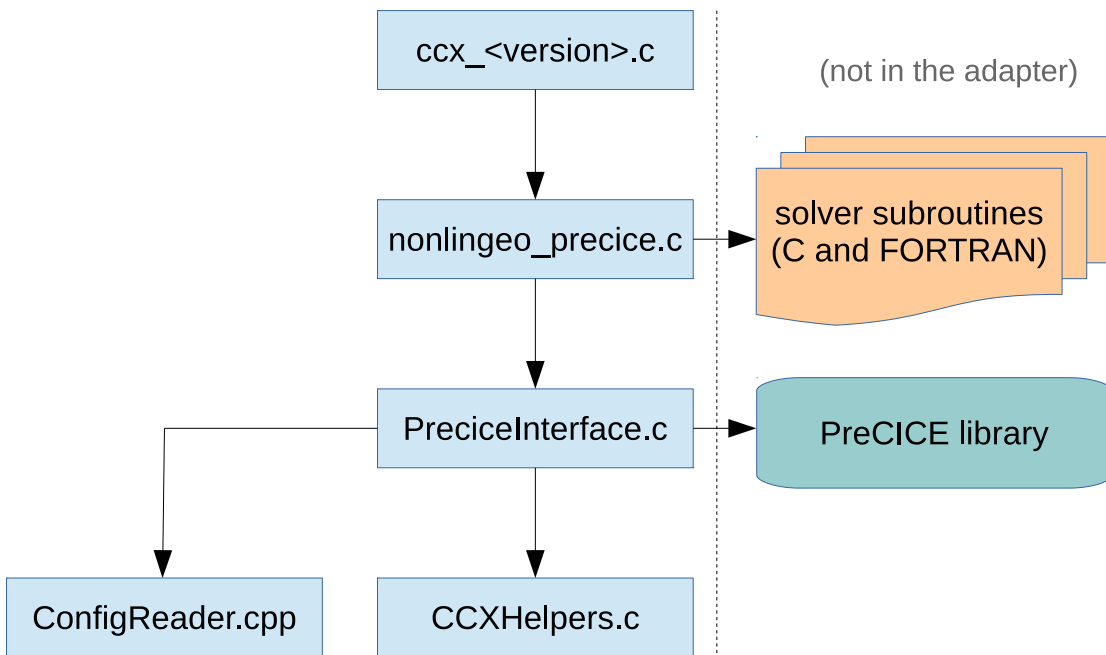 ccx_<version>.c
(not in the adapter)
nonlingeo_precice.c
solver subroutines
(C and FORTRAN)
PreciceInterface.c
PreCICE library
ConfigReader.cpp
CCXHelpers.c